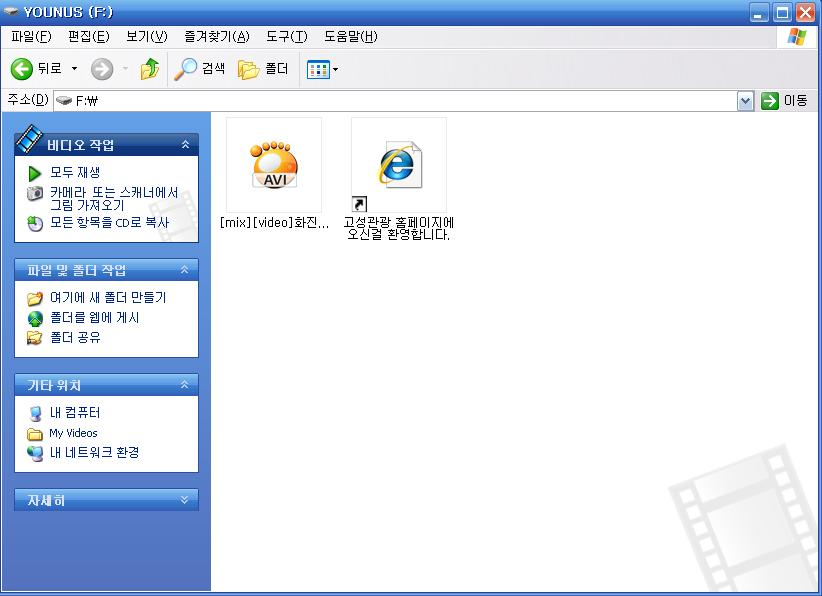 YOUNUS (F:)
파일(F) 편집(E) 보기(V) 즐겨찾기(A) 도구(T) 도움말(H)
뒤로 검색 폴더
주소(D) F:₩ 이동
비디오 작업
모두 재생
카메라 또는 스캐너에서
그림 가져오기
모든 항목을 CD로 복사
파일 및 폴더 작업
여기에 새 폴더 만들기
폴더를 웹에 게시
폴더 공유
기타 위치
내 컴퓨터
My Videos
내 네트워크 환경
자세히
AVI
[mix][video]화진...
고성관광 홈페이지에
오신걸 환영합니다.